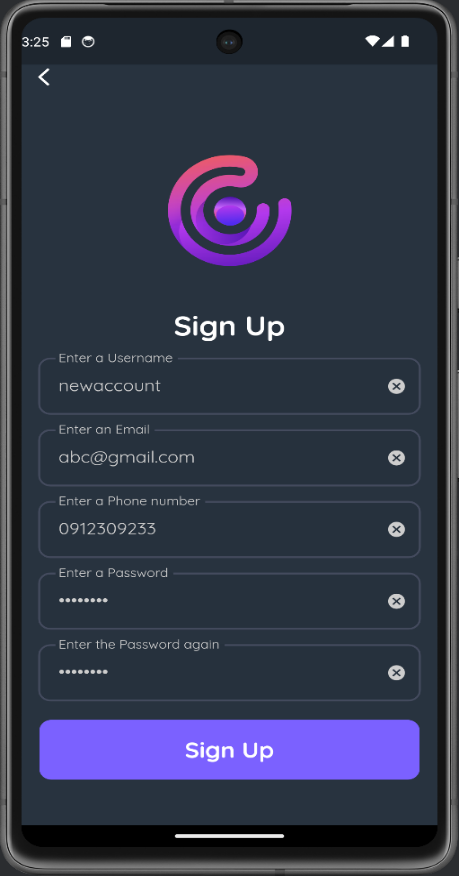 3:25
Sign Up
Enter a Username
newaccount
Enter an Email
abc@gmail.com
Enter a Phone number
0912309233
Enter a Password
••••••••
Enter the Password again
••••••••
Sign Up